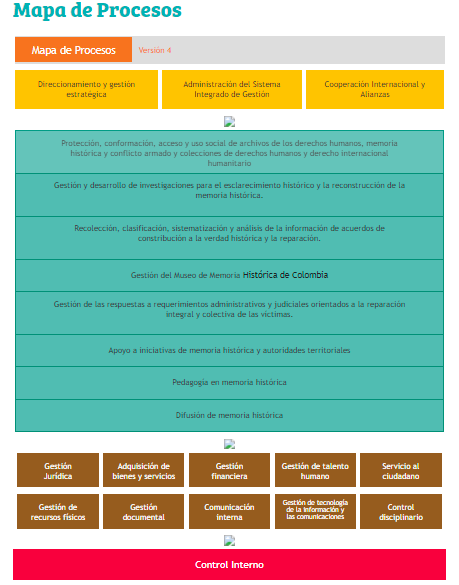 Mapa de Procesos
Mapa de Procesos Versión 4
Direccionamiento y gestión
estratégica
Administración del Sistema
Integrado de Gestión
Cooperación Internacional y
Alianzas
Protección, conformación, acceso y uso social de archivos de los derechos humanos, memoria
histórica y conflicto armado y colecciones de derechos humanos y derecho internacional
humanitario
Gestión y desarrollo de investigaciones para el esclarecimiento histórico y la reconstrucción de la
memoria histórica.
Recolección, clasificación, sistematización y análisis de la información de acuerdos de
contribución a la verdad histórica y la reparación.
Gestión del Museo de Memoria Histórica de Colombia
Gestión de las respuestas a requerimientos administrativos y judiciales orientados a la reparación
integral y colectiva de las víctimas.
Apoyo a iniciativas de memoria histórica y autoridades territoriales
Pedagogía en memoria histórica
Difusión de memoria histórica
Gestión
Jurídica
Adquisición de
bienes y servicios
Gestión
financiera
Gestión de talento
humano
Servicio al
ciudadano
Gestión de
recursos físicos
Gestión
documental
Comunicación
interna
Gestión de tecnología
de la información y
las comunicaciones
Control
disciplinario
Control Interno